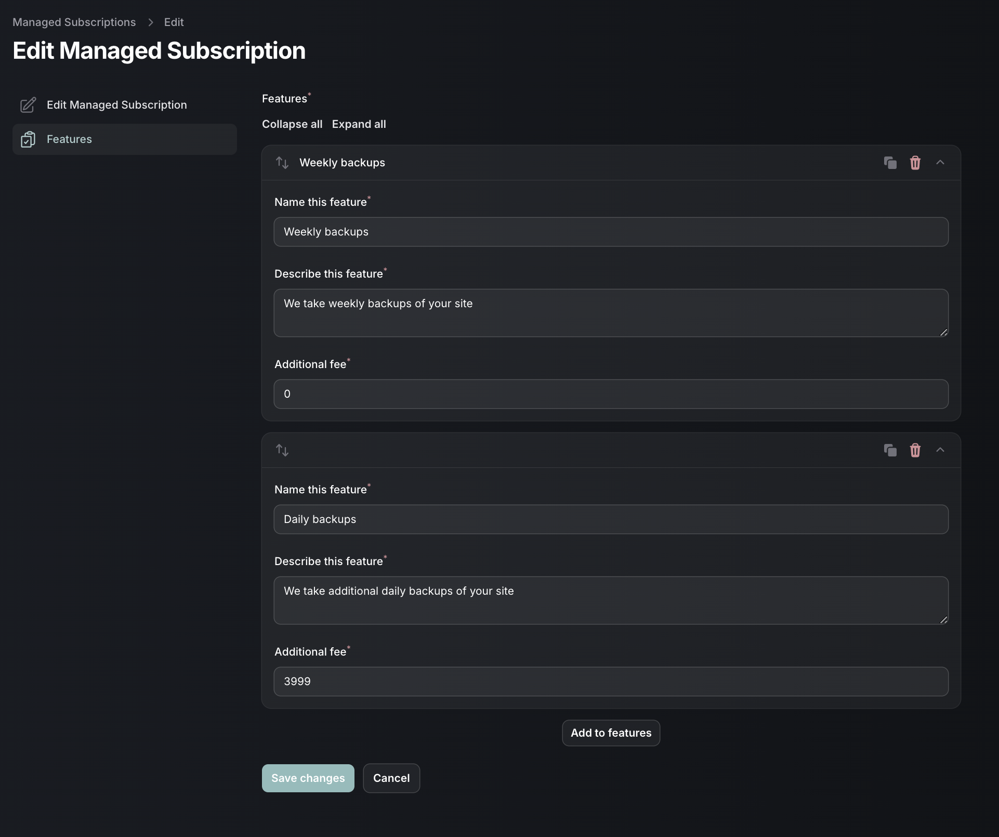 Managed Subscriptions > Edit
Edit Managed Subscription
Edit Managed Subscription
Features
Features*
Collapse all Expand all
Weekly backups
Name this feature*
Weekly backups
Describe this feature*
We take weekly backups of your site
Additional fee*
0
Name this feature*
Daily backups
Describe this feature*
We take additional daily backups of your site
Additional fee*
3999
Add to features
Save changes Cancel